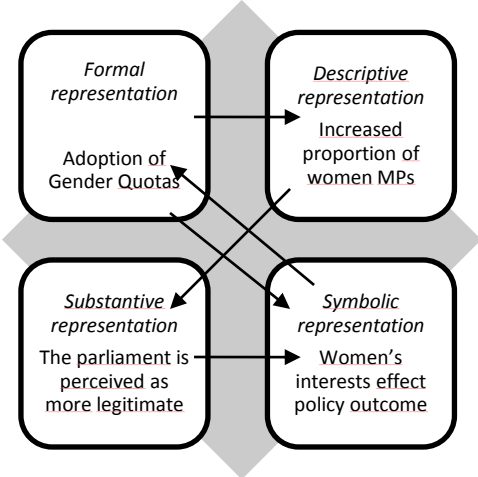 Formal
representation
Adoption of
Gender Quotas
Descriptive
representation
Increased
proportion of
women MPs
Substantive
representation
The parliament is
perceived as
more legitimate
Symbolic
representation
Women's
interests effect
policy outcome